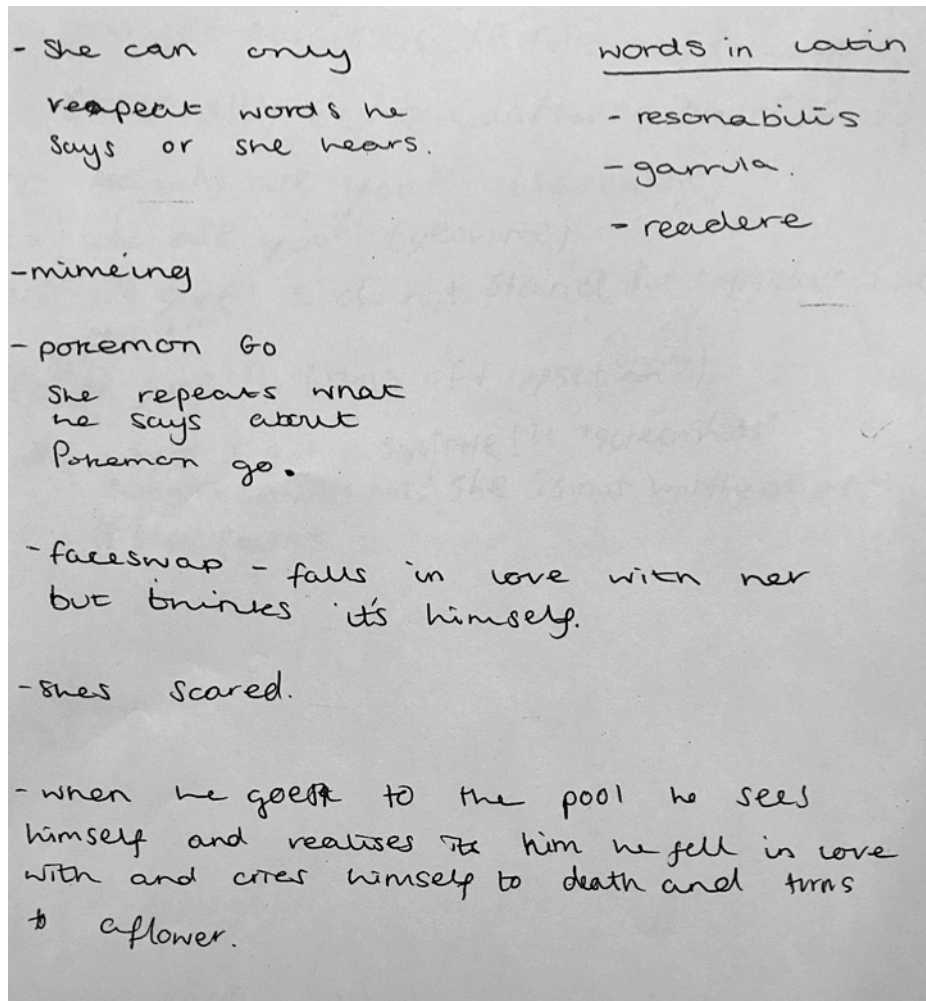 - She can only
repeat words he
says or she hears.
words in Latin
- resonabilis
- garrula.
- readere
- mimeing
- pokemon Go
She repeats what
he says about
Pokemon go.
- faceswap - falls in love with her
but thinks it's himself.
- shes scared.
- when he goes to the pool he sees
himself and realises its him he fell in love
with and cries himself to death and turns
to a flower.